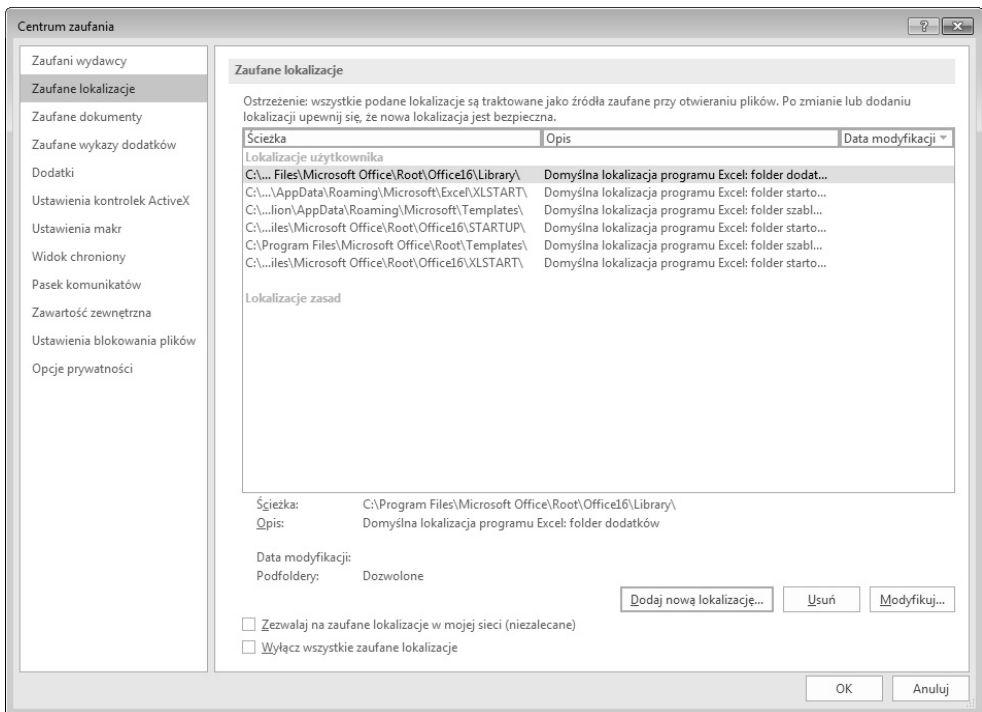 Centrum zaufania
Zaufani wydawcy
Zaufane lokalizacje
Zaufane dokumenty
Zaufane wykazy dodatków
Dodatki
Ustawienia kontrolek ActiveX
Ustawienia makr
Widok chroniony
Pasek komunikatów
Zawartość zewnętrzna
Ustawienia blokowania plików
Opcje prywatności
Zaufane lokalizacje
Ostrzeżenie: wszystkie podane lokalizacje są traktowane jako źródła zaufane przy otwieraniu plików. Po zmianie lub dodaniu
lokalizacji upewnij się, że nowa lokalizacja jest bezpieczna.
Ścieżka Opis Data modyfikacji
Lokalizacje użytkownika
C:\... Files\Microsoft Office\Root\Office16\Library\ Domyślna lokalizacja programu Excel: folder dodat...
C:\...\AppData\Roaming\Microsoft\Excel\XLSTART\ Domyślna lokalizacja programu Excel: folder starto...
C:\...lion\AppData\Roaming\Microsoft\Templates\ Domyślna lokalizacja programu Excel: folder szabl...
C:\...iles\Microsoft Office\Root\Office16\STARTUP\ Domyślna lokalizacja programu Excel: folder starto...
C:\Program Files\Microsoft Office\Root\Templates\ Domyślna lokalizacja programu Excel: folder szabl...
C:\...iles\Microsoft Office\Root\Office16\XLSTART\ Domyślna lokalizacja programu Excel: folder starto...
Lokalizacje zasad
Ścieżka: C:\Program Files\Microsoft Office\Root\Office16\Library\
Opis: Domyślna lokalizacja programu Excel: folder dodatków
Data modyfikacji:
Podfoldery: Dozwolone
Dodaj nową lokalizację... Usuń Modyfikuj...
Zezwalaj na zaufane lokalizacje w mojej sieci (niezalecane)
Wyłącz wszystkie zaufane lokalizacje
OK Anuluj